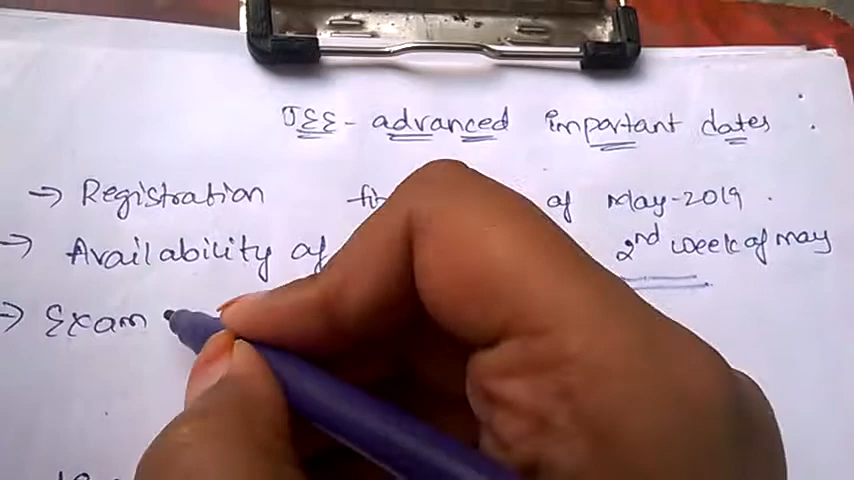 JEE - advanced important dates :
→ Registration of May-2019.
→ Availability of 2nd week of may
→ Exam